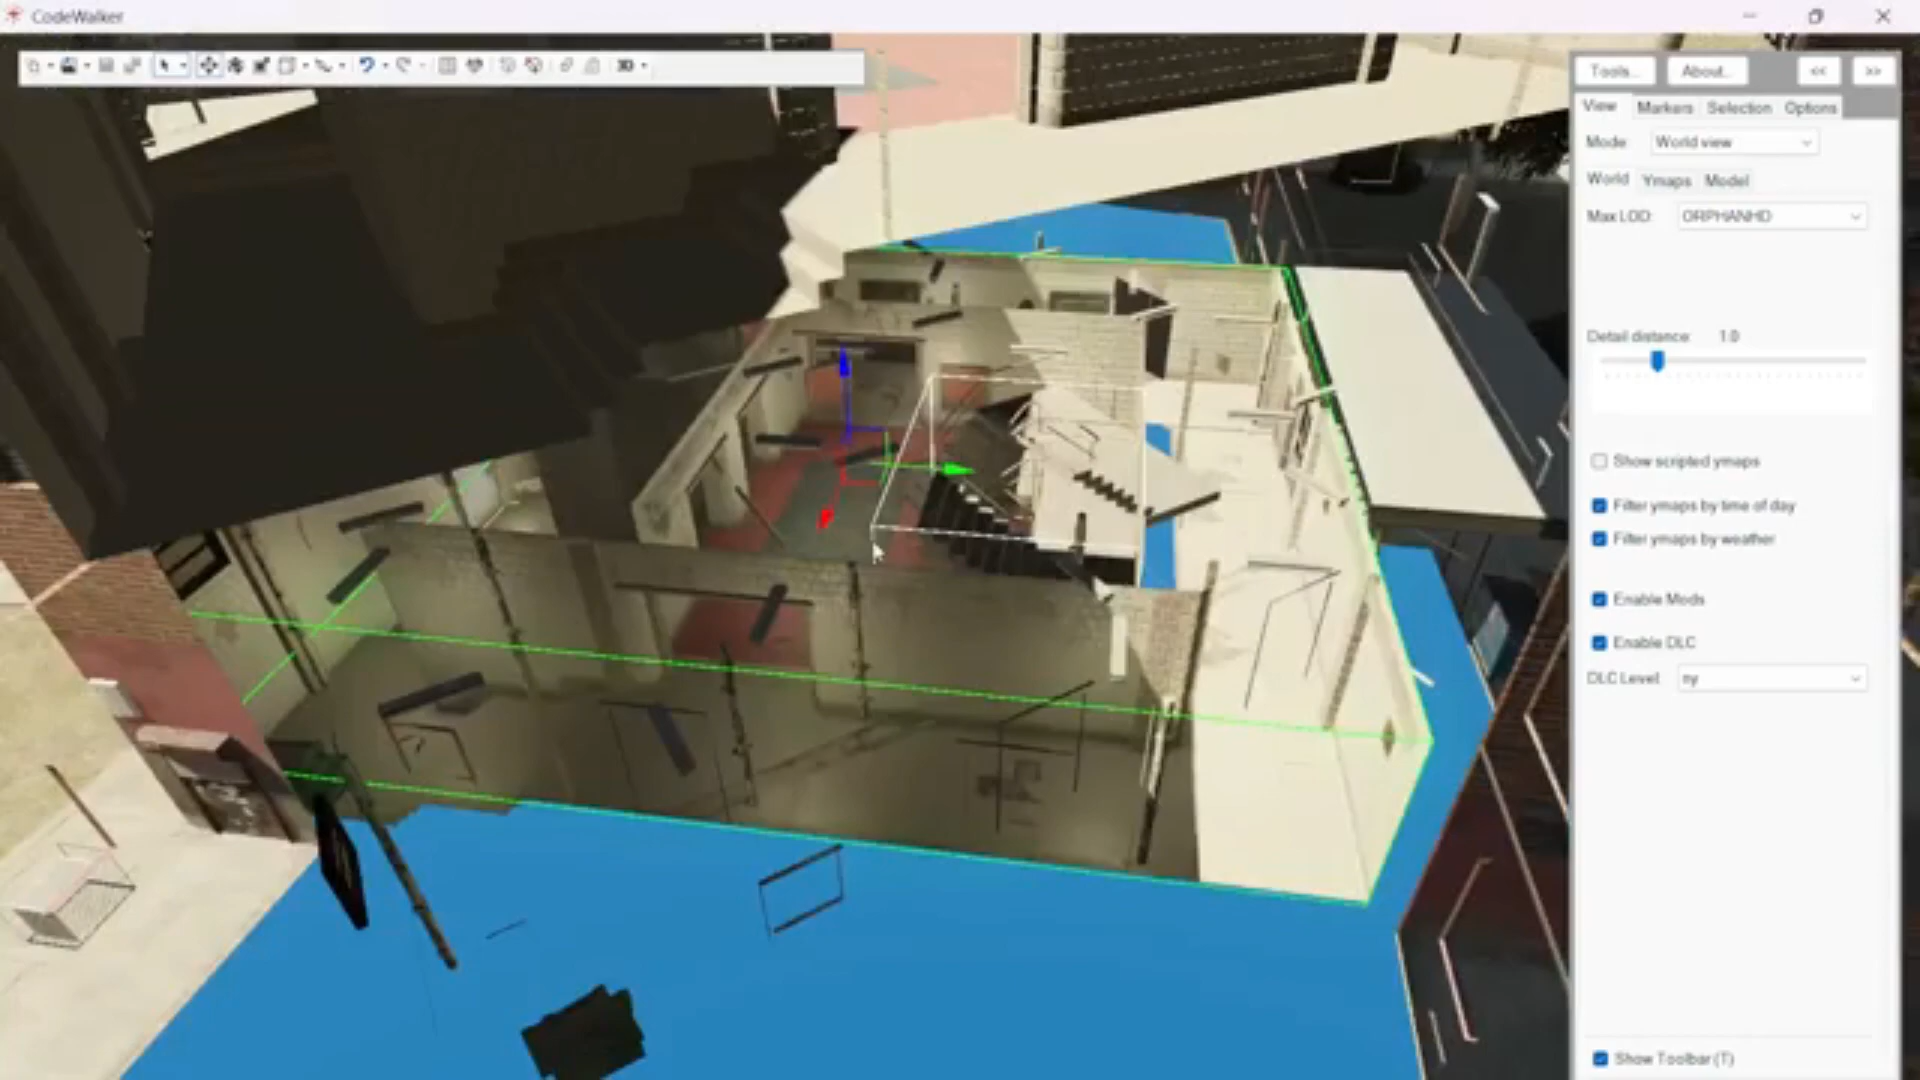 CodeWalker
3D
Tools...
About...
<<
>>
View
Markers
Selection
Options
Mode:
World view
World
Ymaps
Model
Max LOD:
ORPHANHD
Detail distance:
1.0
Show scripted ymaps
Filter ymaps by time of day
Filter ymaps by weather
Enable Mods
Enable DLC
DLC Level:
ny
Show Toolbar (T)